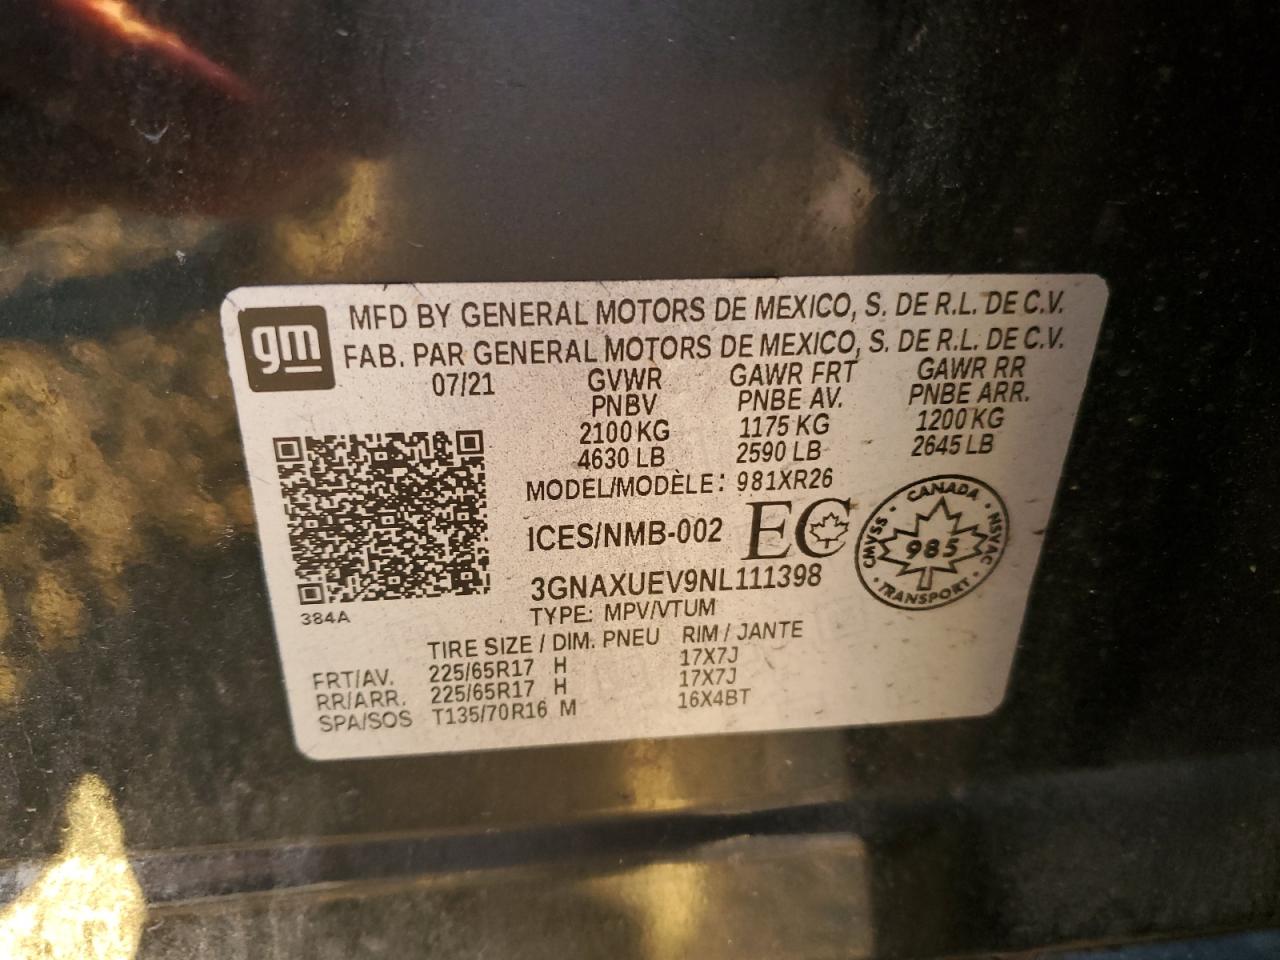 gm
MFD BY GENERAL MOTORS DE MEXICO, S. DE R.L. DE C.V.
FAB. PAR GENERAL MOTORS DE MEXICO, S. DE R.L. DE C.V.
07/21 GVWR GAWR FRT GAWR RR
PNBV PNBE AV. PNBE ARR.
2100 KG 1175 KG 1200 KG
4630 LB 2590 LB 2645 LB
MODEL/MODÈLE: 981XR26
ICES/NMB-002 EC
CANADA
CMVSS 985 NSVAC
TRANSPORT
3GNAXUEV9NL111398
384A TYPE: MPV/VTUM
TIRE SIZE / DIM. PNEU RIM / JANTE
FRT/AV. 225/65R17 H 17X7J
RR/ARR. 225/65R17 H 17X7J
SPA/SOS T135/70R16 M 16X4BT